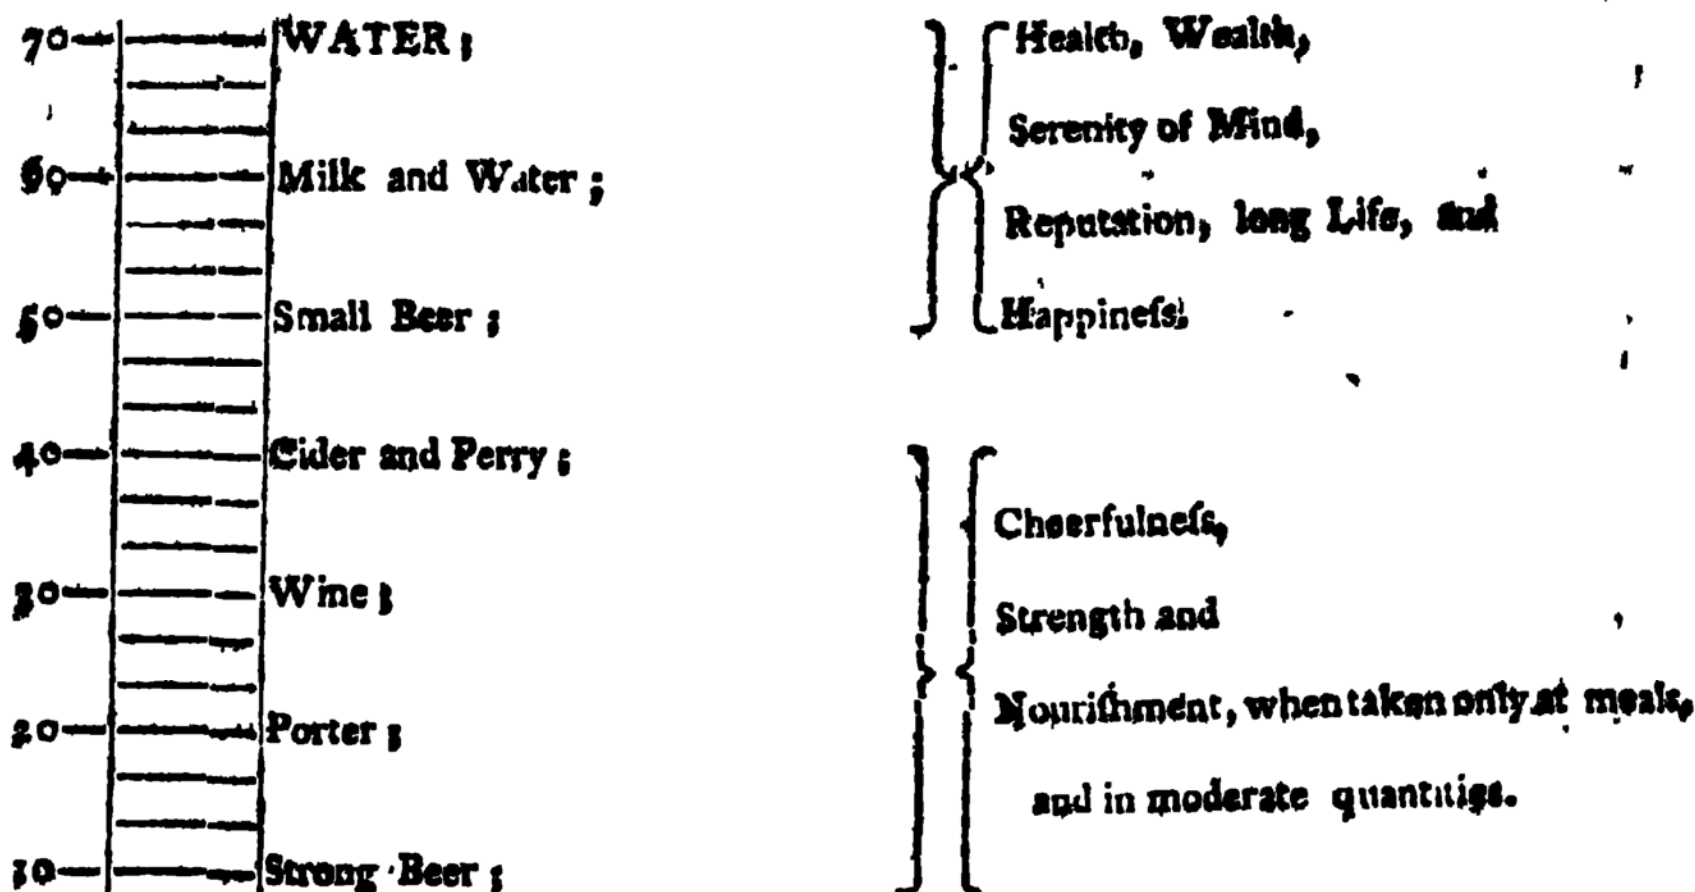 70 WATER;
Health, Wealth,
Serenity of Mind,
60 Milk and Water;
Reputation, long Life, and
50 Small Beer;
Happineſs.
40 Cider and Perry;
Cheerfulneſs,
30 Wine;
Strength and
Nouriſhment, when taken only at meals,
20 Porter;
and in moderate quantities.
10 Strong Beer;